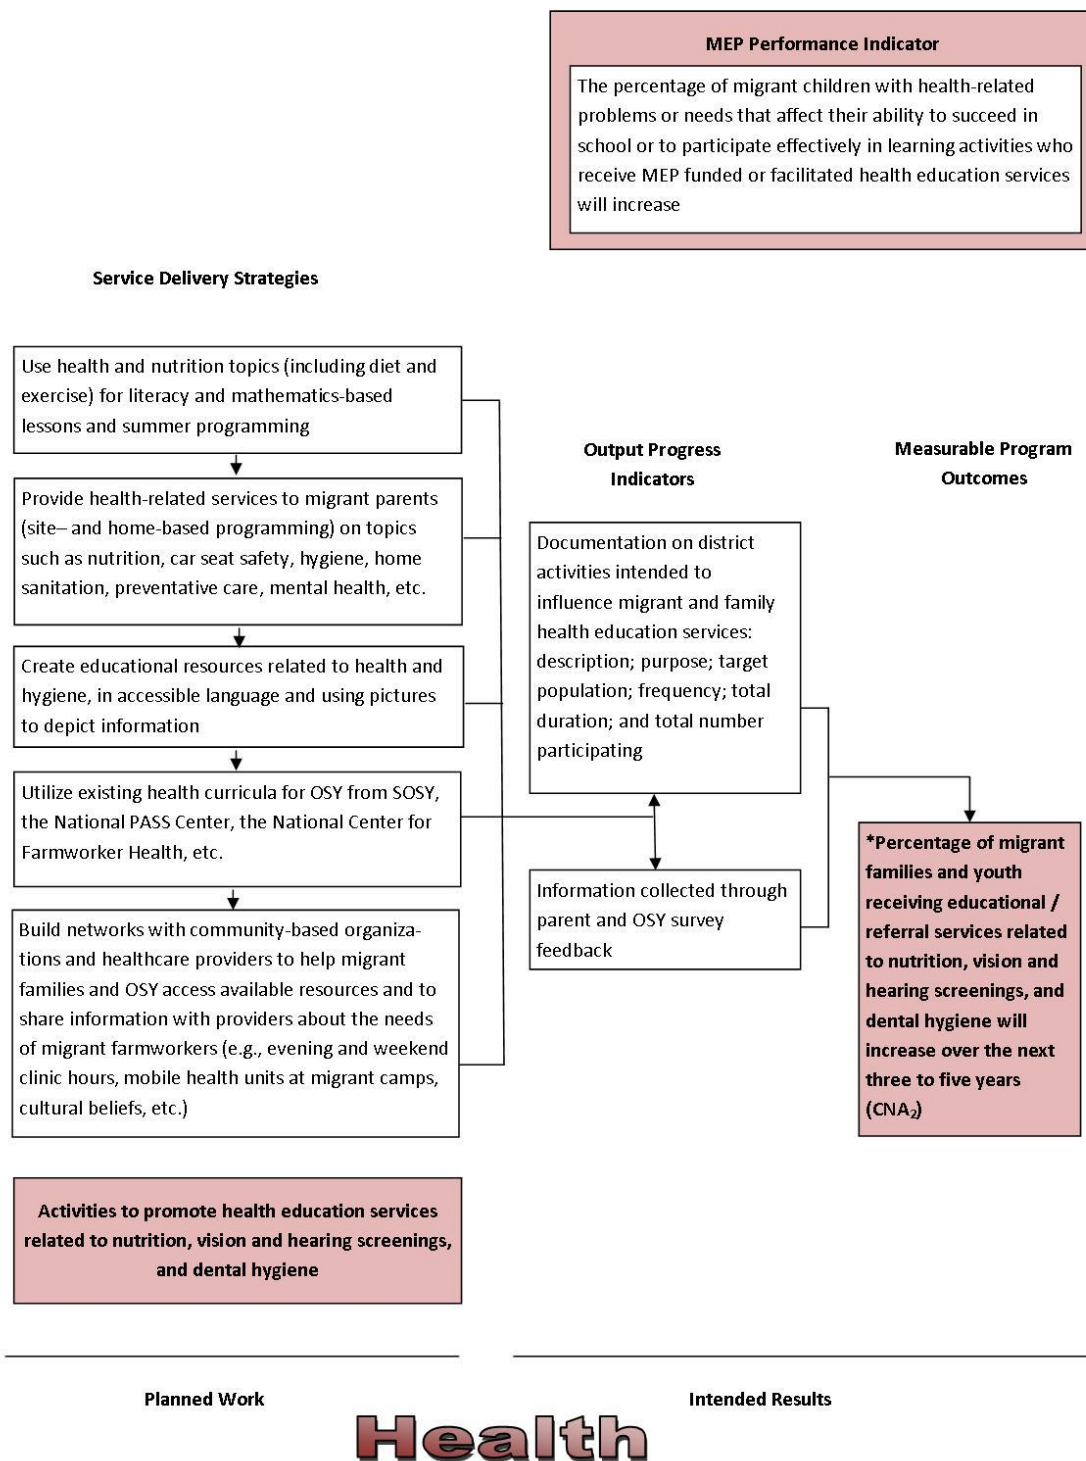 MEP Performance Indicator
The percentage of migrant children with health-related
problems or needs that affect their ability to succeed in
school or to participate effectively in learning activities who
receive MEP funded or facilitated health education services
will increase
Service Delivery Strategies
Use health and nutrition topics (including diet and
exercise) for literacy and mathematics-based
lessons and summer programming
Provide health-related services to migrant parents
(site– and home-based programming) on topics
such as nutrition, car seat safety, hygiene, home
sanitation, preventative care, mental health, etc.
Create educational resources related to health and
hygiene, in accessible language and using pictures
to depict information
Utilize existing health curricula for OSY from SOSY,
the National PASS Center, the National Center for
Farmworker Health, etc.
Build networks with community-based organiza-
tions and healthcare providers to help migrant
families and OSY access available resources and to
share information with providers about the needs
of migrant farmworkers (e.g., evening and weekend
clinic hours, mobile health units at migrant camps,
cultural beliefs, etc.)
Activities to promote health education services
related to nutrition, vision and hearing screenings,
and dental hygiene
Output Progress
Indicators
Documentation on district
activities intended to
influence migrant and family
health education services:
description; purpose; target
population; frequency; total
duration; and total number
participating
Information collected through
parent and OSY survey
feedback
Measurable Program
Outcomes
*Percentage of migrant
families and youth
receiving educational /
referral services related
to nutrition, vision and
hearing screenings, and
dental hygiene will
increase over the next
three to five years
(CNA₂)
Planned Work
Intended Results
Health